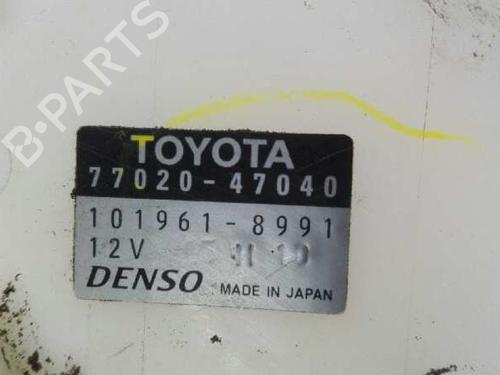 B-PARTS
TOYOTA
77020-47040
101961-8991
12V
DENSO MADE IN JAPAN